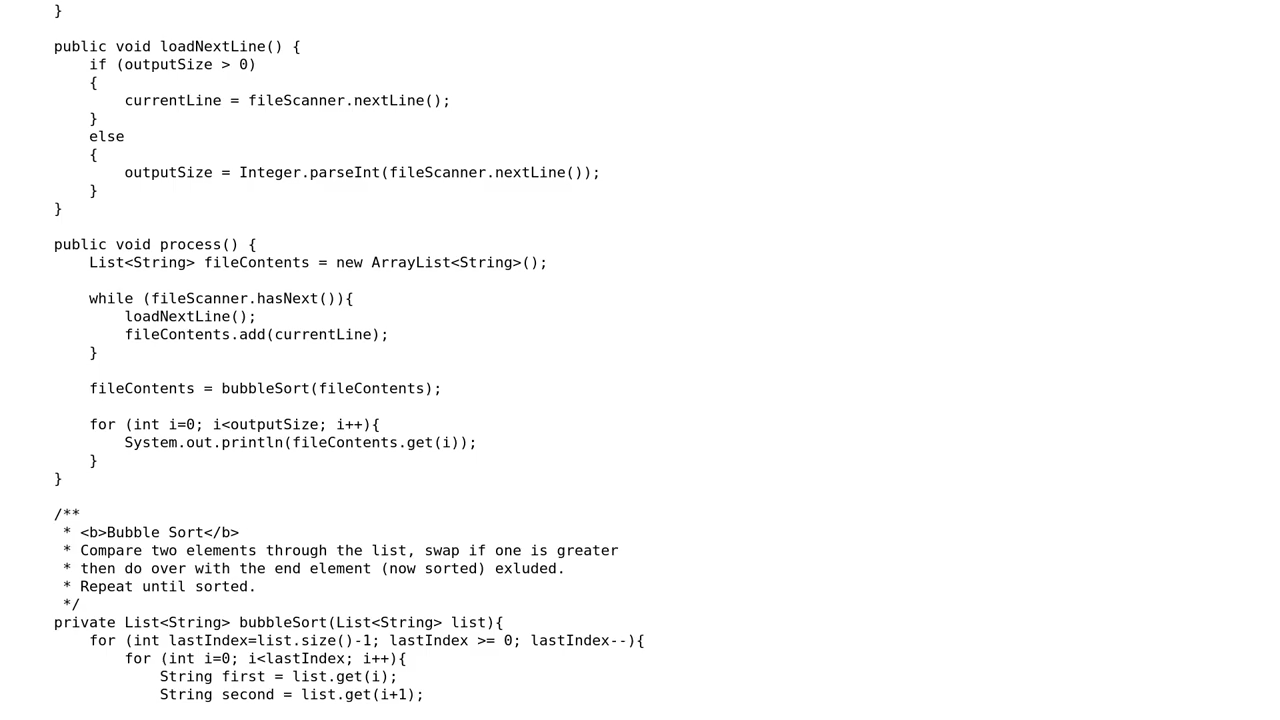 }
public void loadNextLine() {
if (outputSize > 0)
{
currentLine = fileScanner.nextLine();
}
else
{
outputSize = Integer.parseInt(fileScanner.nextLine());
}
}
public void process() {
List<String> fileContents = new ArrayList<String>();
while (fileScanner.hasNext()){
loadNextLine();
fileContents.add(currentLine);
}
fileContents = bubbleSort(fileContents);
for (int i=0; i<outputSize; i++){
System.out.println(fileContents.get(i));
}
}
/**
* <b>Bubble Sort</b>
* Compare two elements through the list, swap if one is greater
* then do over with the end element (now sorted) exluded.
* Repeat until sorted.
*/
private List<String> bubbleSort(List<String> list){
for (int lastIndex=list.size()-1; lastIndex >= 0; lastIndex--){
for (int i=0; i<lastIndex; i++){
String first = list.get(i);
String second = list.get(i+1);